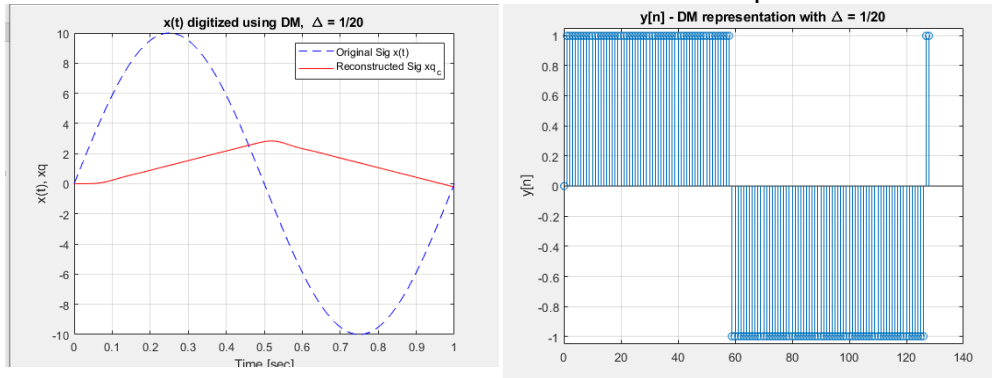 x(t) digitized using DM, Δ = 1/20
Original Sig x(t)
Reconstructed Sig xq_c
x(t), xq
10
8
6
4
2
0
-2
-4
-6
-8
-10
0 0.1 0.2 0.3 0.4 0.5 0.6 0.7 0.8 0.9 1
Time [sec]
y[n] - DM representation with Δ = 1/20
y[n]
1
0.8
0.6
0.4
0.2
0
-0.2
-0.4
-0.6
-0.8
-1
0 20 40 60 80 100 120 140